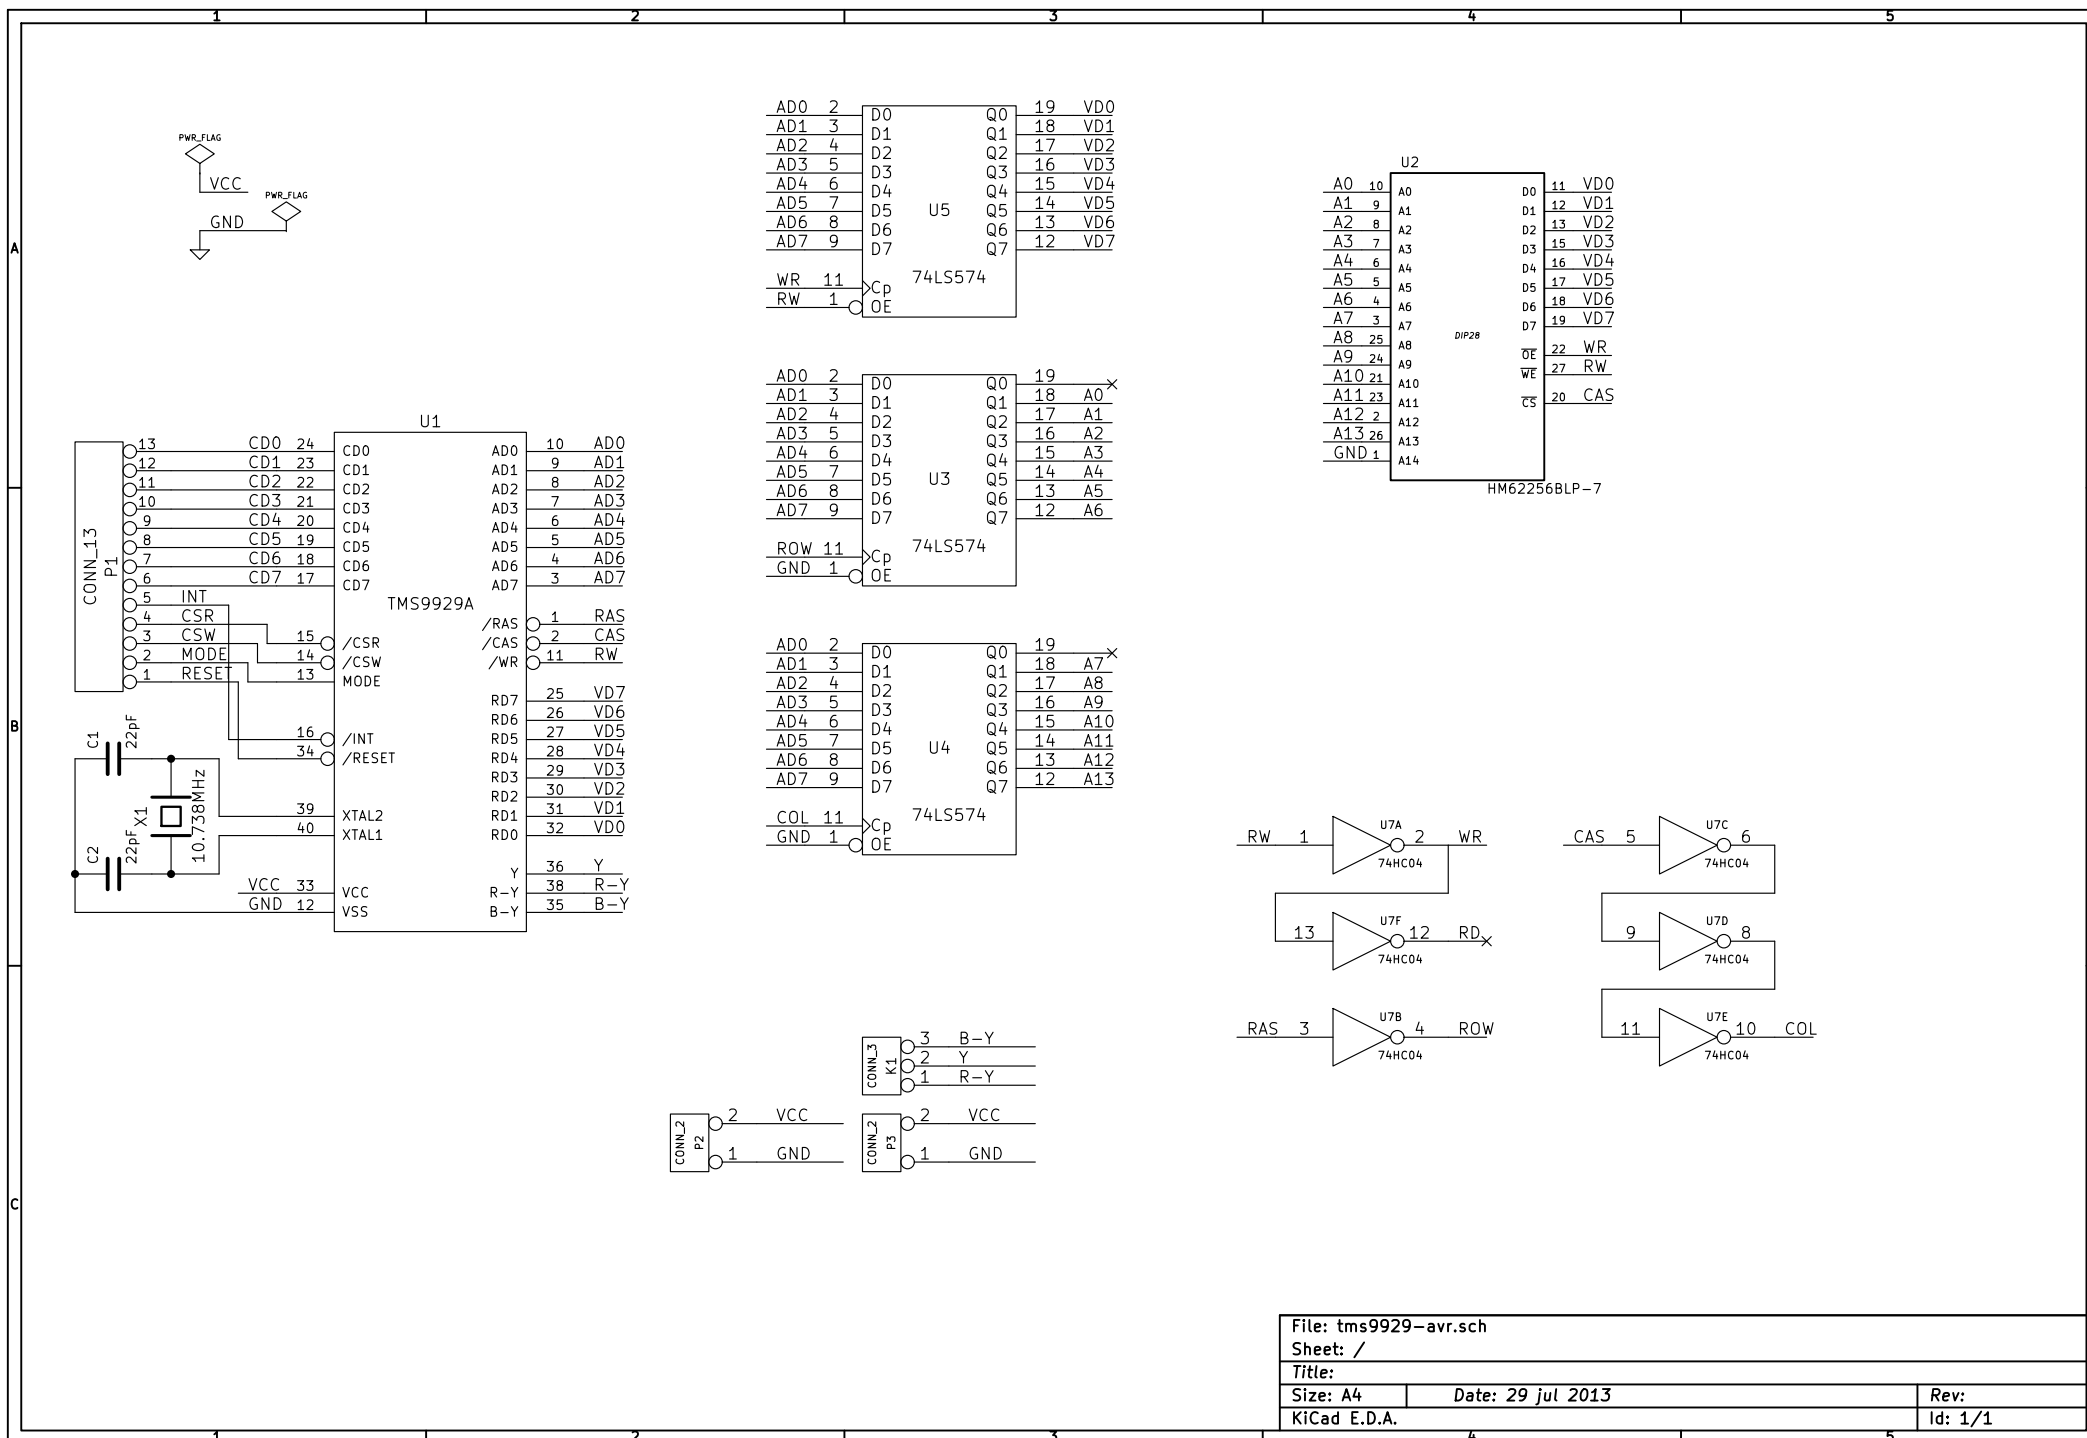 1 2 3 4 5
A
B
C
PWR_FLAG
VCC
PWR_FLAG
GND
U1
TMS9929A
CONN_13
P1
13 CD0 24 CD0
12 CD1 23 CD1
11 CD2 22 CD2
10 CD3 21 CD3
9 CD4 20 CD4
8 CD5 19 CD5
7 CD6 18 CD6
6 CD7 17 CD7
5 INT
4 CSR
3 CSW
2 MODE
1 RESET
15 /CSR
14 /CSW
13 MODE
16 /INT
34 /RESET
39 XTAL2
40 XTAL1
VCC 33 VCC
GND 12 VSS
C1
22pF
X1
10.738MHz
C2
22pF
AD0 10 AD0
AD1 9 AD1
AD2 8 AD2
AD3 7 AD3
AD4 6 AD4
AD5 5 AD5
AD6 4 AD6
AD7 3 AD7
/RAS 1 RAS
/CAS 2 CAS
/WR 11 RW
RD7 25 VD7
RD6 26 VD6
RD5 27 VD5
RD4 28 VD4
RD3 29 VD3
RD2 30 VD2
RD1 31 VD1
RD0 32 VD0
Y 36 Y
R-Y 38 R-Y
B-Y 35 B-Y
AD0 2 D0 Q0 19 VD0
AD1 3 D1 Q1 18 VD1
AD2 4 D2 Q2 17 VD2
AD3 5 D3 Q3 16 VD3
AD4 6 D4 Q4 15 VD4
AD5 7 D5 Q5 14 VD5
AD6 8 D6 Q6 13 VD6
AD7 9 D7 Q7 12 VD7
U5
74LS574
WR 11 Cp
RW 1 OE
AD0 2 D0 Q0 19
AD1 3 D1 Q1 18 A0
AD2 4 D2 Q2 17 A1
AD3 5 D3 Q3 16 A2
AD4 6 D4 Q4 15 A3
AD5 7 D5 Q5 14 A4
AD6 8 D6 Q6 13 A5
AD7 9 D7 Q7 12 A6
U3
74LS574
ROW 11 Cp
GND 1 OE
AD0 2 D0 Q0 19
AD1 3 D1 Q1 18 A7
AD2 4 D2 Q2 17 A8
AD3 5 D3 Q3 16 A9
AD4 6 D4 Q4 15 A10
AD5 7 D5 Q5 14 A11
AD6 8 D6 Q6 13 A12
AD7 9 D7 Q7 12 A13
U4
74LS574
COL 11 Cp
GND 1 OE
U2
A0 10 A0 D0 11 VD0
A1 9 A1 D1 12 VD1
A2 8 A2 D2 13 VD2
A3 7 A3 D3 15 VD3
A4 6 A4 D4 16 VD4
A5 5 A5 D5 17 VD5
A6 4 A6 D6 18 VD6
A7 3 A7 D7 19 VD7
A8 25 A8
A9 24 A9
A10 21 A10
A11 23 A11
A12 2 A12
A13 26 A13
GND 1 A14
DIP28
OE 22 WR
WE 27 RW
CS 20 CAS
HM62256BLP-7
RW 1 U7A 2 WR
74HC04
13 U7F 12 RD
74HC04
RAS 3 U7B 4 ROW
74HC04
CAS 5 U7C 6
74HC04
9 U7D 8
74HC04
11 U7E 10 COL
74HC04
CONN_3
K1
3 B-Y
2 Y
1 R-Y
CONN_2
P2
2 VCC
1 GND
CONN_2
P3
2 VCC
1 GND
File: tms9929-avr.sch
Sheet: /
Title:
Size: A4 Date: 29 jul 2013 Rev:
KiCad E.D.A. Id: 1/1
1 2 3 4 5